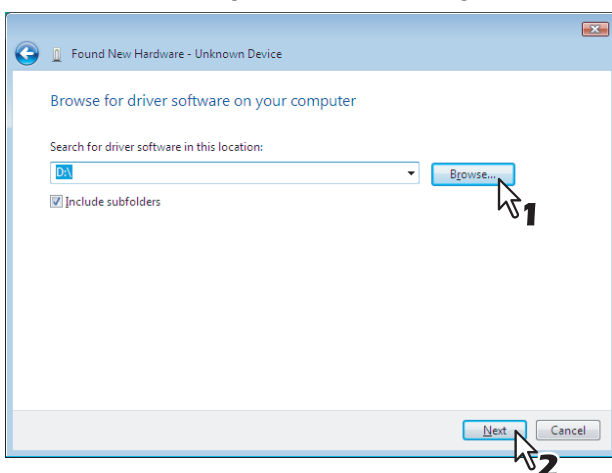 Found New Hardware - Unknown Device
Browse for driver software on your computer
Search for driver software in this location:
D:\
Browse...
Include subfolders
1
Next
Cancel
2